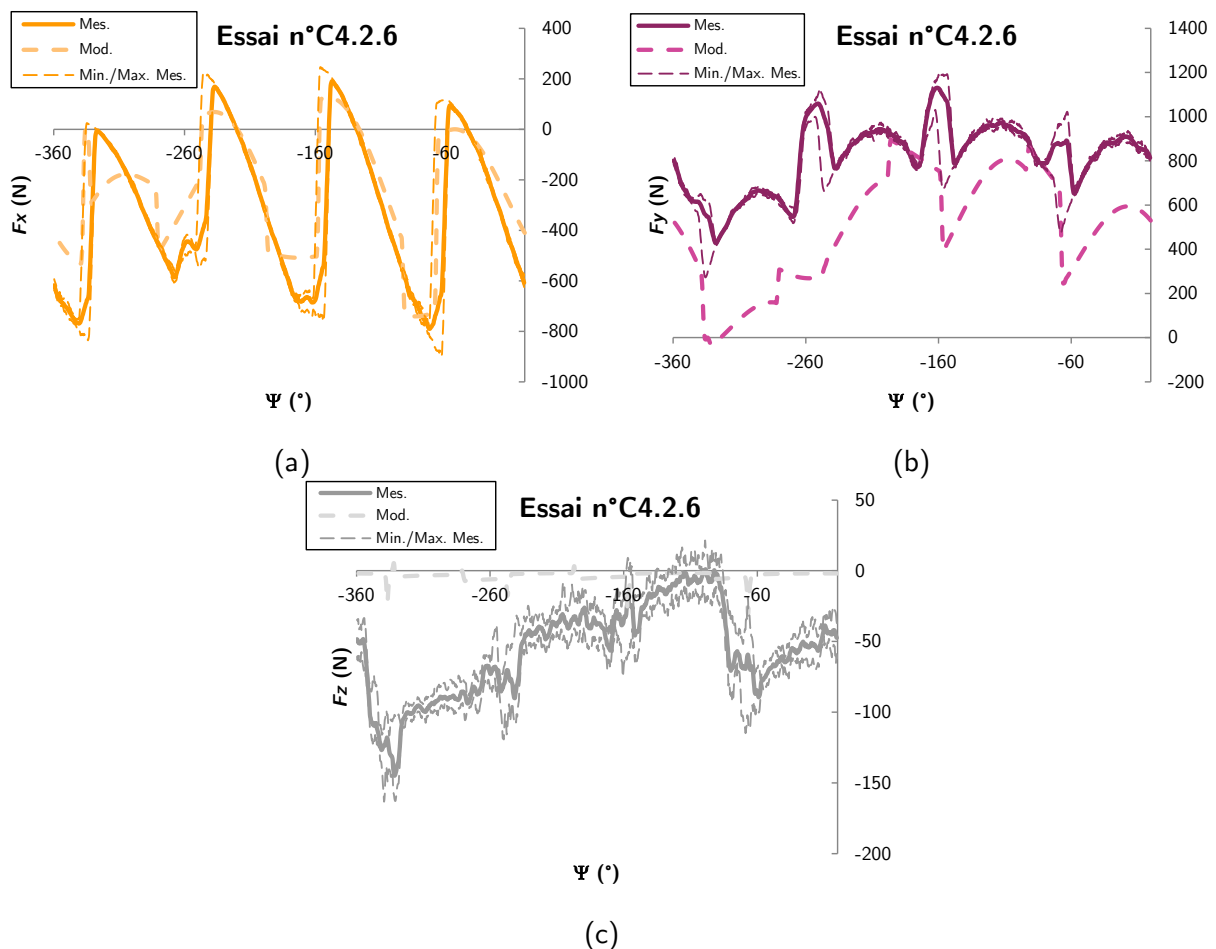 Essai n°C4.2.6
Mes.
Mod.
Min./Max. Mes.
400
200
0
-200
-400
-600
-800
-1000
-360
-260
-160
-60
Fx (N)
Ψ (°)
(a)
Essai n°C4.2.6
Mes.
Mod.
Min./Max. Mes.
1400
1200
1000
800
600
400
200
0
-200
-360
-260
-160
-60
Fy (N)
Ψ (°)
(b)
Essai n°C4.2.6
Mes.
Mod.
Min./Max. Mes.
50
0
-50
-100
-150
-200
-360
-260
-160
-60
Fz (N)
Ψ (°)
(c)